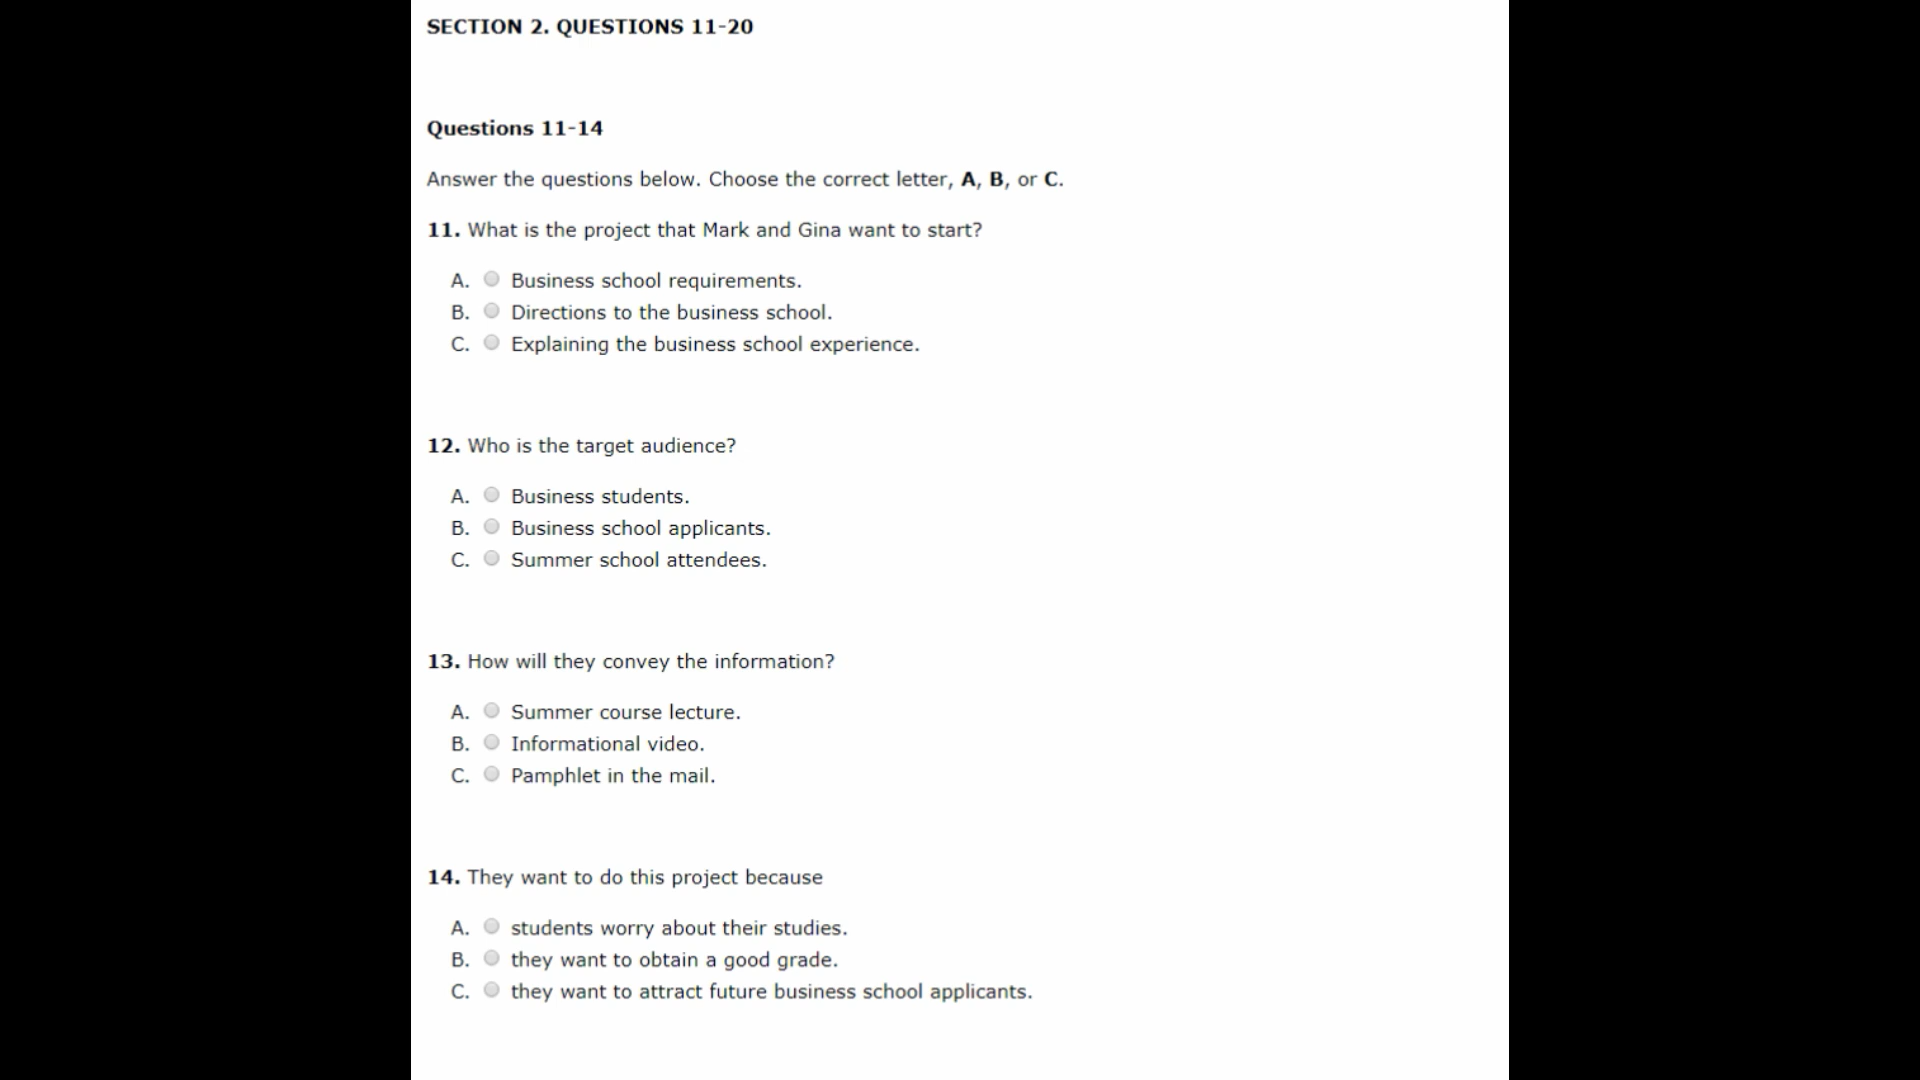 SECTION 2. QUESTIONS 11-20
Questions 11-14
Answer the questions below. Choose the correct letter, A, B, or C.
11. What is the project that Mark and Gina want to start?
A. Business school requirements.
B. Directions to the business school.
C. Explaining the business school experience.
12. Who is the target audience?
A. Business students.
B. Business school applicants.
C. Summer school attendees.
13. How will they convey the information?
A. Summer course lecture.
B. Informational video.
C. Pamphlet in the mail.
14. They want to do this project because
A. students worry about their studies.
B. they want to obtain a good grade.
C. they want to attract future business school applicants.